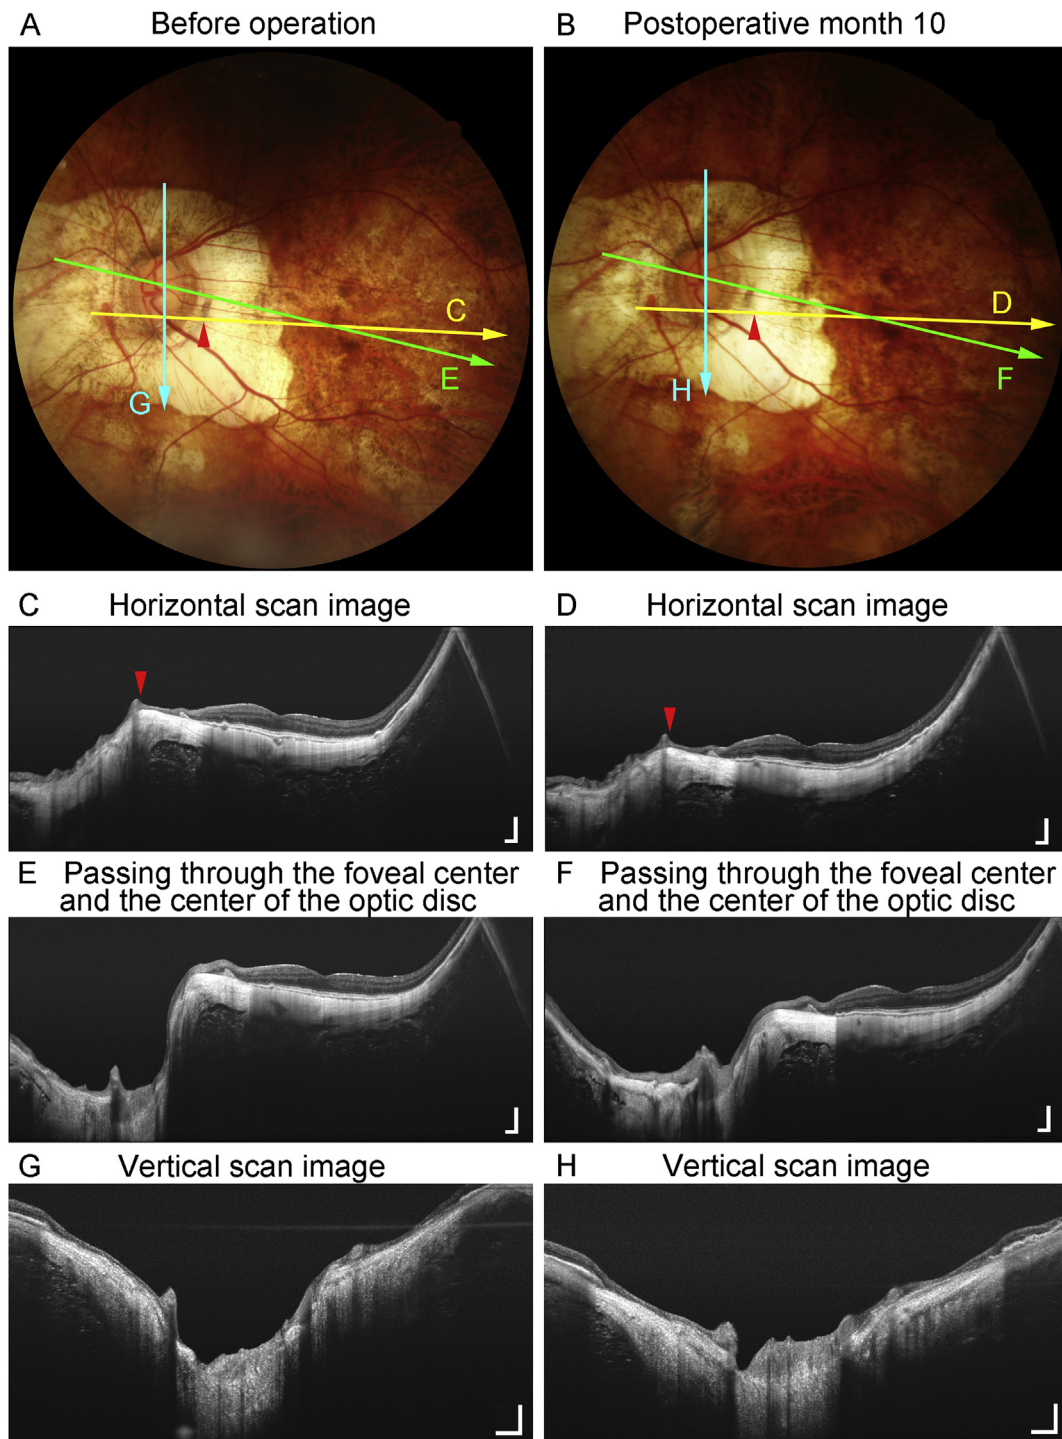 A Before operation
B Postoperative month 10
C
E
G
D
F
H
C Horizontal scan image
D Horizontal scan image
E Passing through the foveal center
and the center of the optic disc
F Passing through the foveal center
and the center of the optic disc
G Vertical scan image
H Vertical scan image